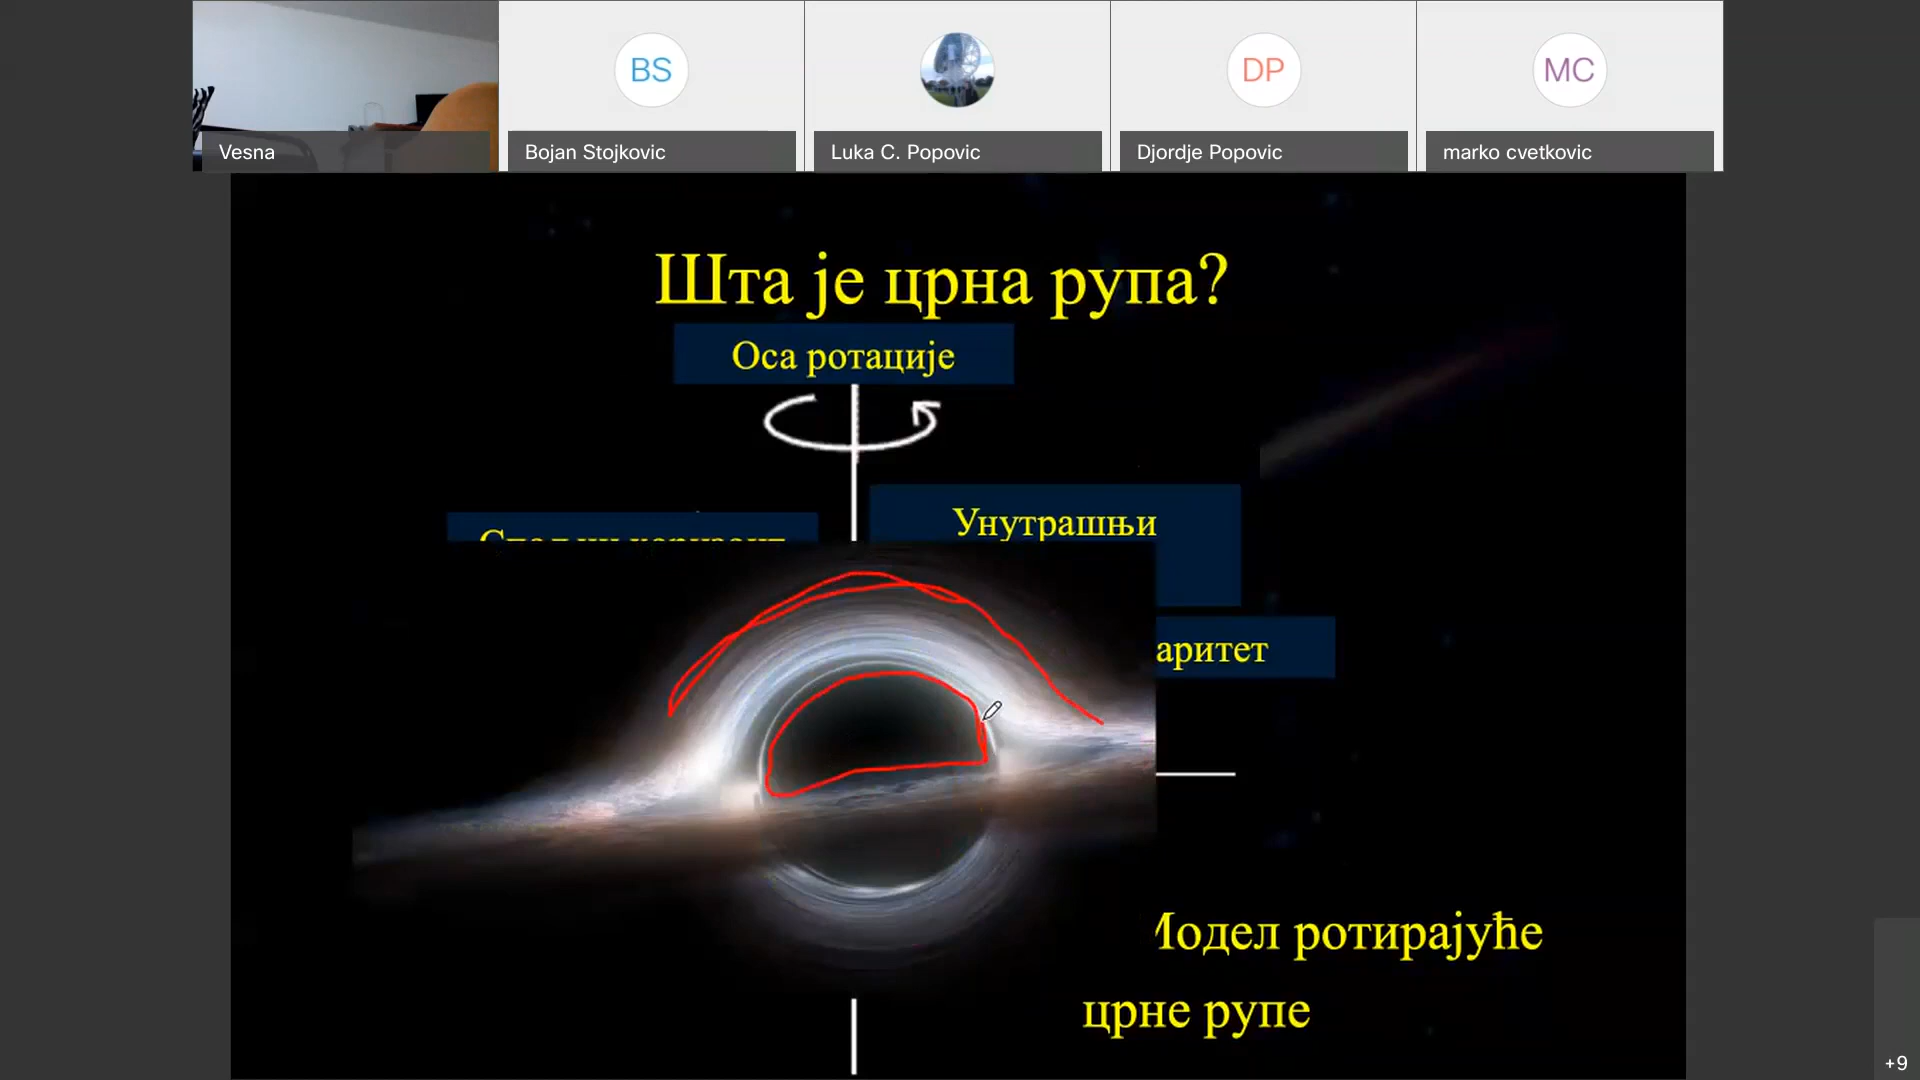 BS
DP
MC
Vesna
Bojan Stojkovic
Luka C. Popovic
Djordje Popovic
marko cvetkovic
Шта је црна рупа?
Оса ротације
Унутрашњи
аритет
Модел ротирајуће
црне рупе
+9